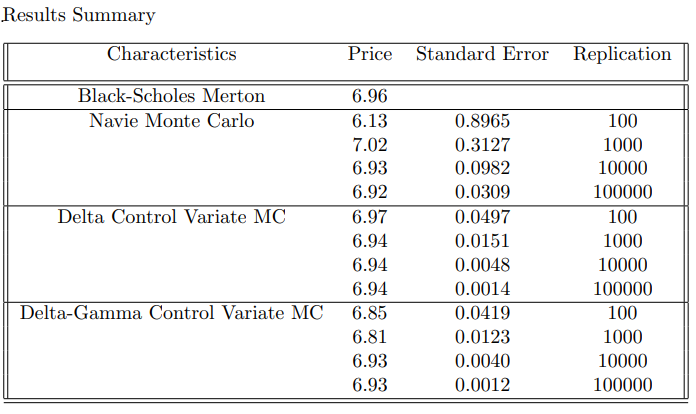 Results Summary
Characteristics Price Standard Error Replication
Black-Scholes Merton 6.96
Navie Monte Carlo 6.13 0.8965 100
7.02 0.3127 1000
6.93 0.0982 10000
6.92 0.0309 100000
Delta Control Variate MC 6.97 0.0497 100
6.94 0.0151 1000
6.94 0.0048 10000
6.94 0.0014 100000
Delta-Gamma Control Variate MC 6.85 0.0419 100
6.81 0.0123 1000
6.93 0.0040 10000
6.93 0.0012 100000